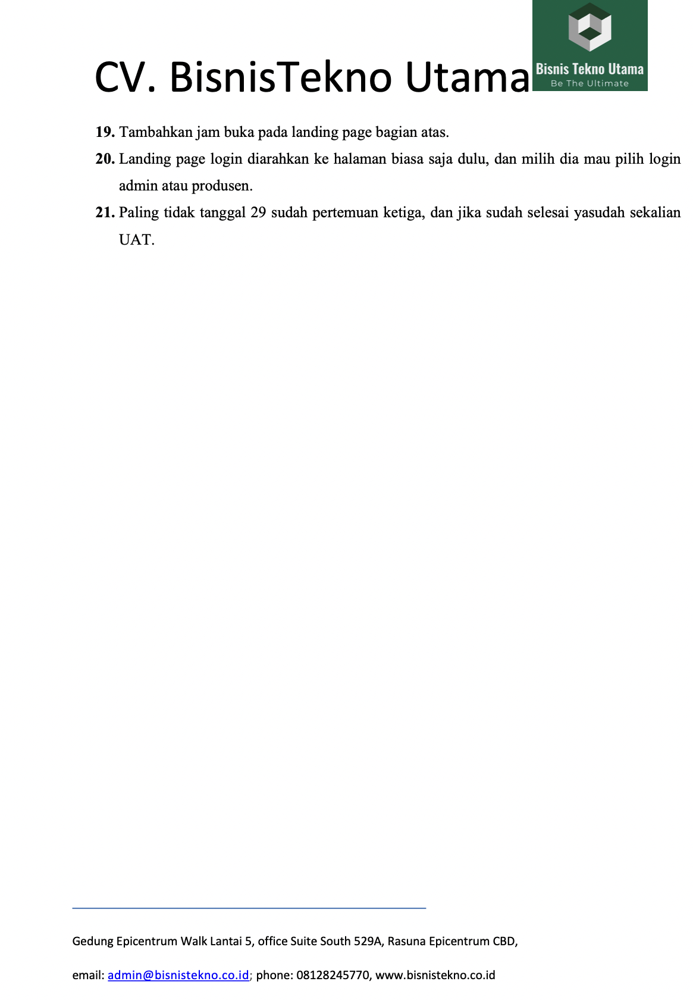 CV. BisnisTekno Utama
Bisnis Tekno Utama
Be The Ultimate
19. Tambahkan jam buka pada landing page bagian atas.
20. Landing page login diarahkan ke halaman biasa saja dulu, dan milih dia mau pilih login
admin atau produsen.
21. Paling tidak tanggal 29 sudah pertemuan ketiga, dan jika sudah selesai yasudah sekalian
UAT.
Gedung Epicentrum Walk Lantai 5, office Suite South 529A, Rasuna Epicentrum CBD,
email: admin@bisnistekno.co.id; phone: 08128245770, www.bisnistekno.co.id